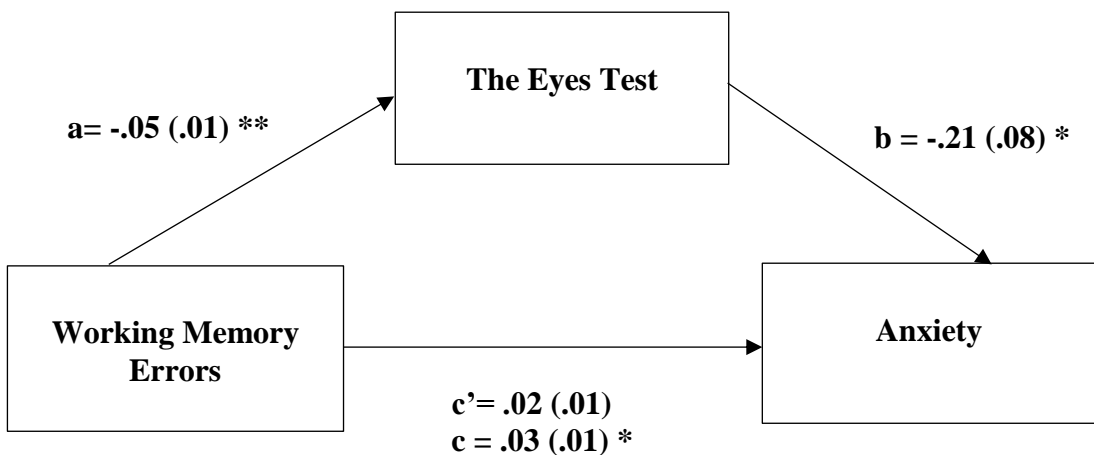 The Eyes Test
a= -.05 (.01) **
b = -.21 (.08) *
Working Memory
Errors
Anxiety
c’= .02 (.01)
c = .03 (.01) *